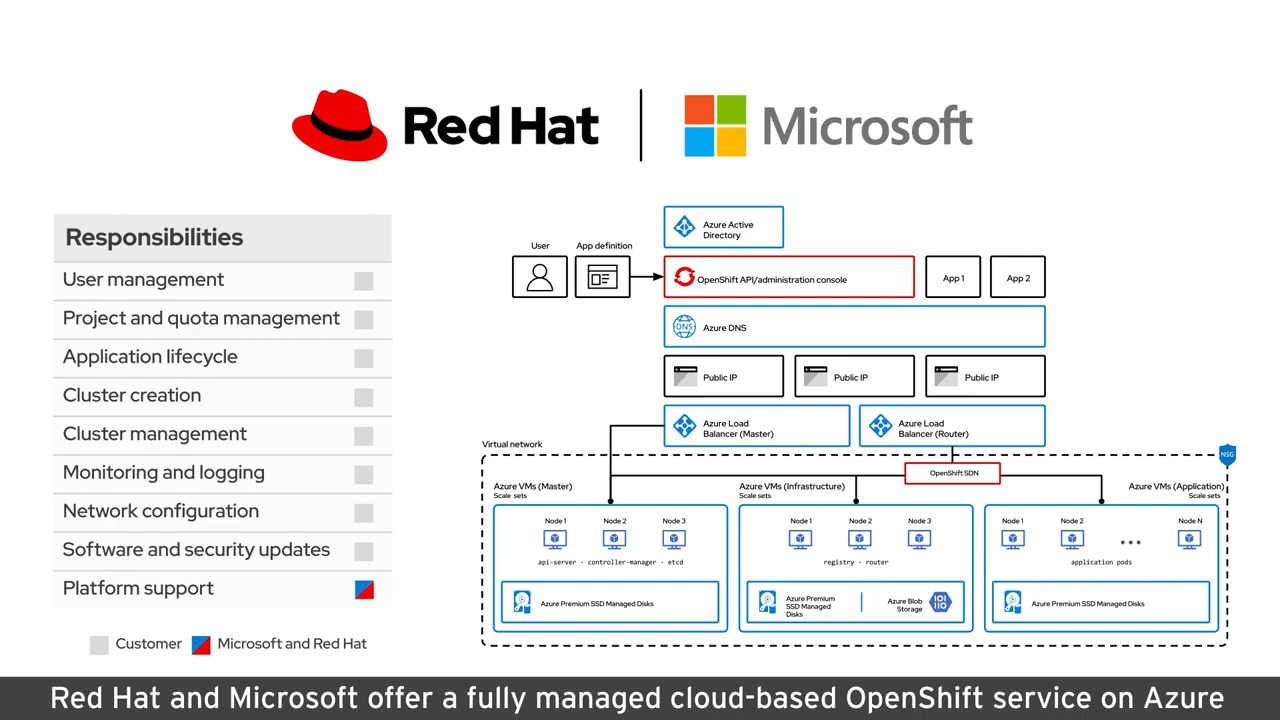 Red Hat
Microsoft
Responsibilities
User management
Project and quota management
Application lifecycle
Cluster creation
Cluster management
Monitoring and logging
Network configuration
Software and security updates
Platform support
Customer
Microsoft and Red Hat
Azure Active
Directory
User
App definition
OpenShift API/administration console
App 1
App 2
DNS
Azure DNS
Public IP
Public IP
Public IP
Azure Load
Balancer (Master)
Azure Load
Balancer (Router)
Virtual network
NSG
OpenShift SDN
Azure VMs (Master)
Scale sets
Node 1
Node 2
Node 3
api-server · controller-manager · etcd
Azure Premium SSD Managed Disks
Azure VMs (Infrastructure)
Scale sets
Node 1
Node 2
Node 3
registry · router
Azure Premium
SSD Managed
Disks
Azure Blob
Storage
Azure VMs (Application)
Scale sets
Node 1
Node 2
Node N
application pods
Azure Premium SSD Managed Disks
Red Hat and Microsoft offer a fully managed cloud-based OpenShift service on Azure